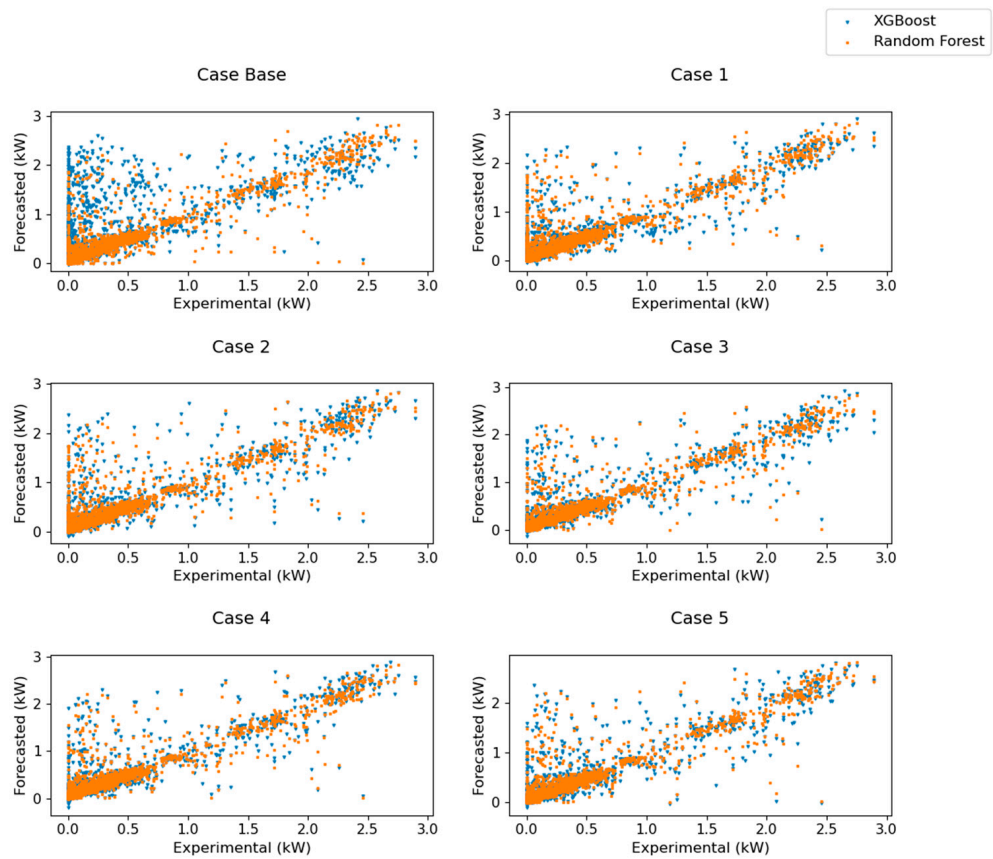 XGBoost
Random Forest
Case Base
Case 1
3
2
1
0
Forecasted (kW)
0.0 0.5 1.0 1.5 2.0 2.5 3.0
Experimental (kW)
3
2
1
0
Forecasted (kW)
0.0 0.5 1.0 1.5 2.0 2.5 3.0
Experimental (kW)
Case 2
Case 3
3
2
1
0
Forecasted (kW)
0.0 0.5 1.0 1.5 2.0 2.5 3.0
Experimental (kW)
3
2
1
0
Forecasted (kW)
0.0 0.5 1.0 1.5 2.0 2.5 3.0
Experimental (kW)
Case 4
Case 5
3
2
1
0
Forecasted (kW)
0.0 0.5 1.0 1.5 2.0 2.5 3.0
Experimental (kW)
2
1
0
Forecasted (kW)
0.0 0.5 1.0 1.5 2.0 2.5 3.0
Experimental (kW)